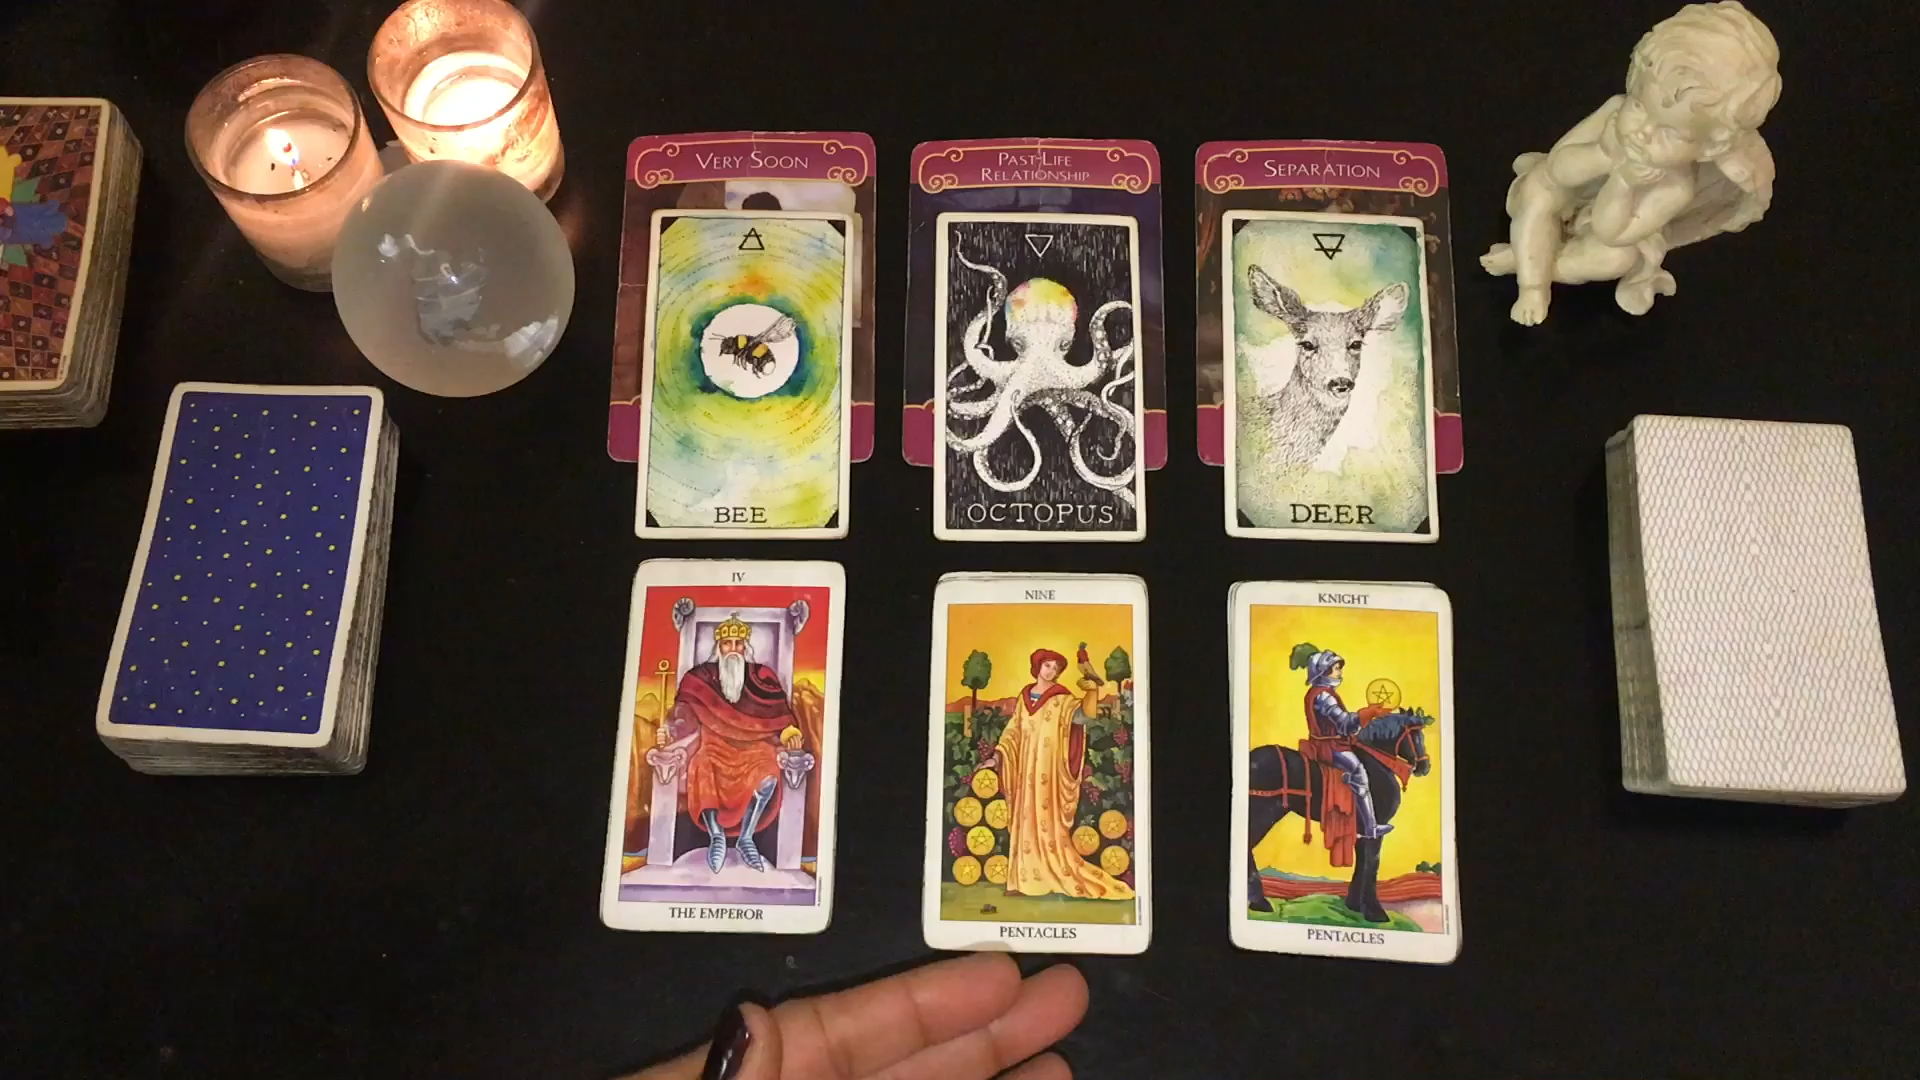 VERY SOON
PAST-LIFE
RELATIONSHIP
SEPARATION
BEE
OCTOPUS
DEER
IV
THE EMPEROR
NINE
PENTACLES
KNIGHT
PENTACLES